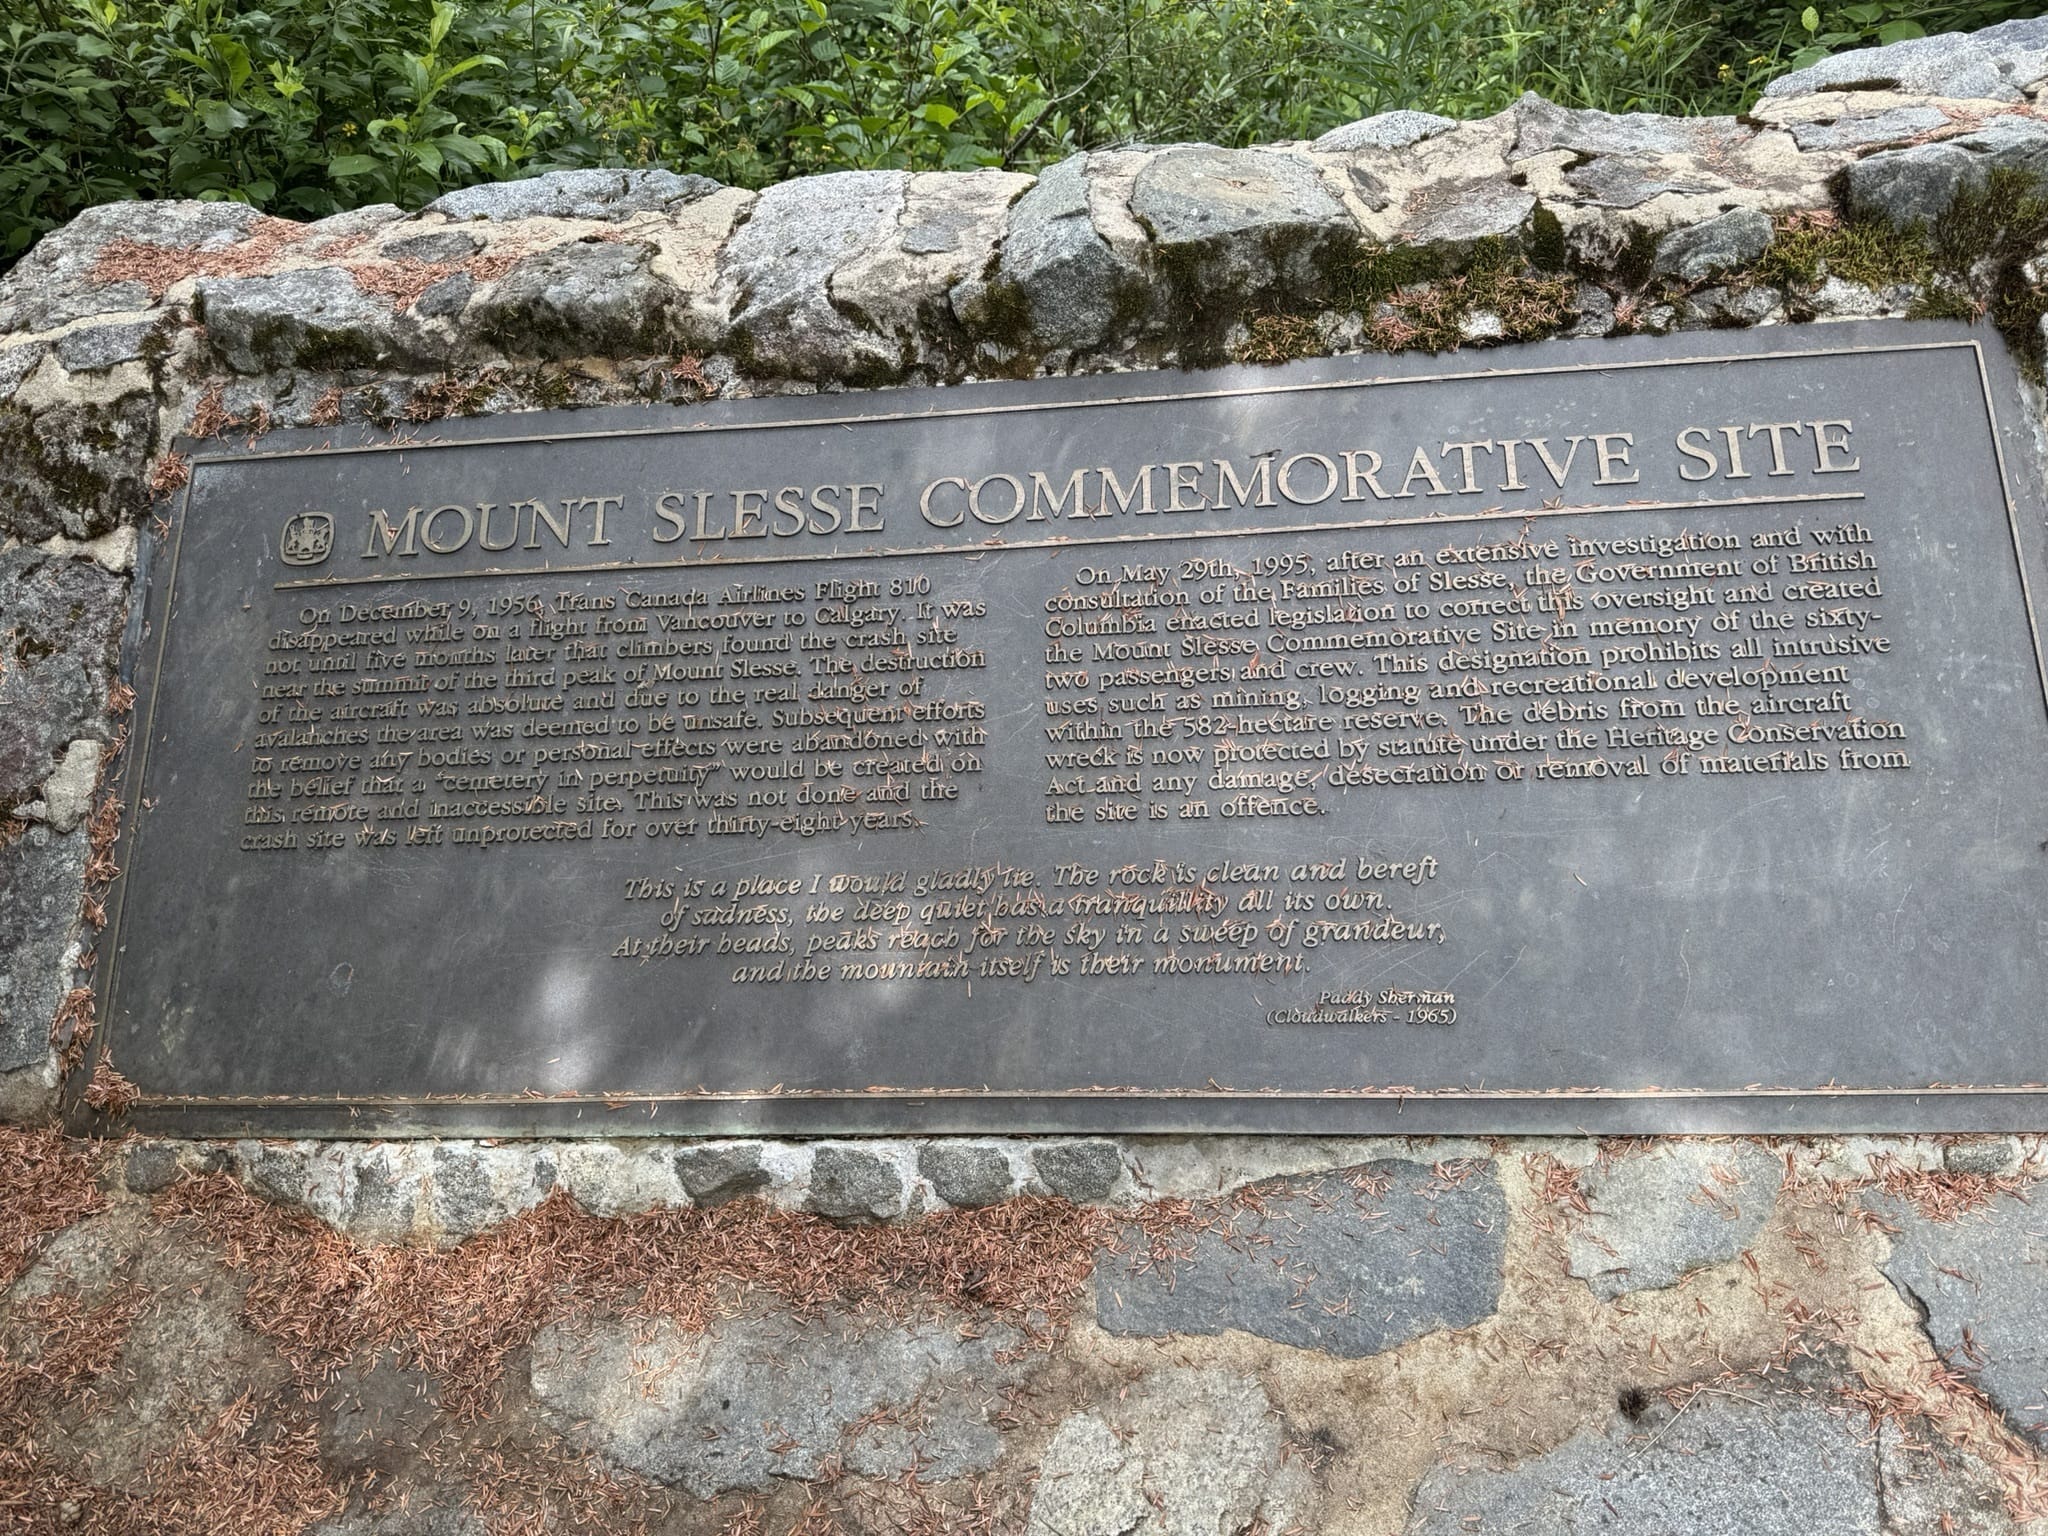 MOUNT SLESSE COMMEMORATIVE SITE
On December 9, 1956, Trans Canada Airlines Flight 810
disappeared while on a flight from Vancouver to Calgary. It was
not until five months later that climbers found the crash site
near the summit of the third peak of Mount Slesse. The destruction
of the aircraft was absolute and due to the real danger of
avalanches the area was deemed to be unsafe. Subsequent efforts
to remove any bodies or personal effects were abandoned with
the belief that a "cemetery in perpetuity" would be created on
this remote and inaccessible site. This was not done and the
crash site was left unprotected for over thirty-eight years.
On May 29th, 1995, after an extensive investigation and with
consultation of the Families of Slesse, the Government of British
Columbia enacted legislation to correct this oversight and created
the Mount Slesse Commemorative Site in memory of the sixty-
two passengers and crew. This designation prohibits all intrusive
uses such as mining, logging and recreational development
within the 582-hectare reserve. The debris from the aircraft
wreck is now protected by statute under the Heritage Conservation
Act and any damage, desecration or removal of materials from
the site is an offence.
This is a place I would gladly lie. The rock is clean and bereft
of sadness, the deep quiet has a tranquillity all its own.
At their heads, peaks reach for the sky in a sweep of grandeur,
and the mountain itself is their monument.
Paddy Sherman
(Cloudwalkers - 1965)